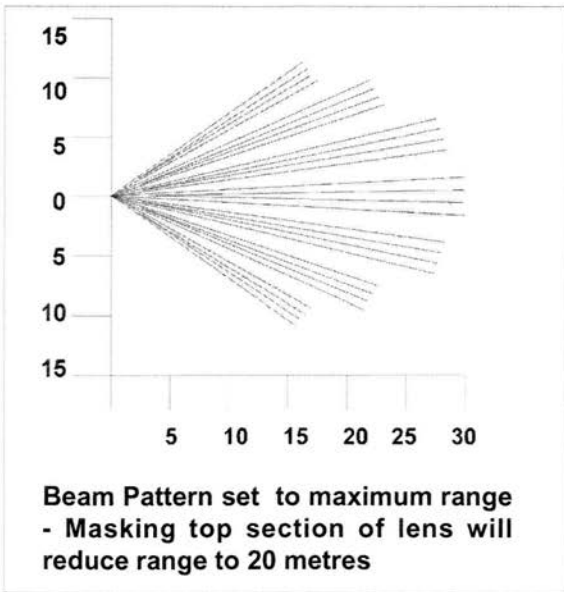 15
10
5
0
5
10
15
5 10 15 20 25 30
Beam Pattern set to maximum range
- Masking top section of lens will
reduce range to 20 metres